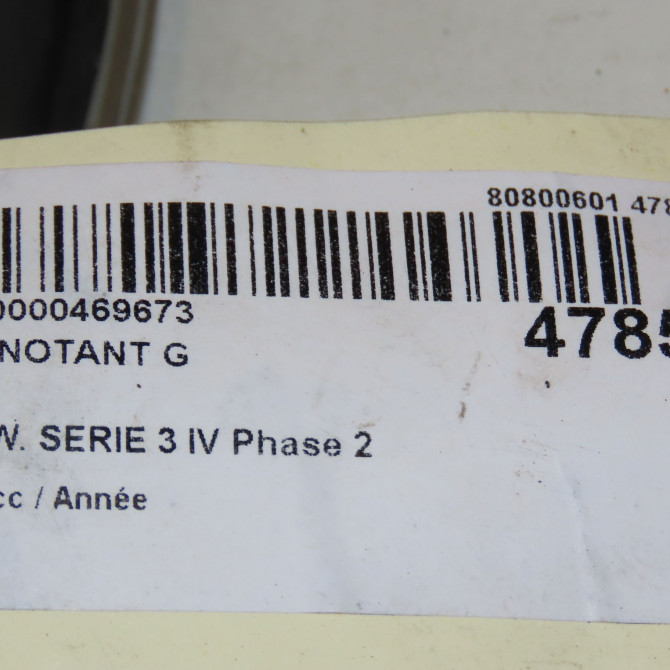 80800601 478
0000469673
4785
NOTANT G
W. SERIE 3 IV Phase 2
cc / Année